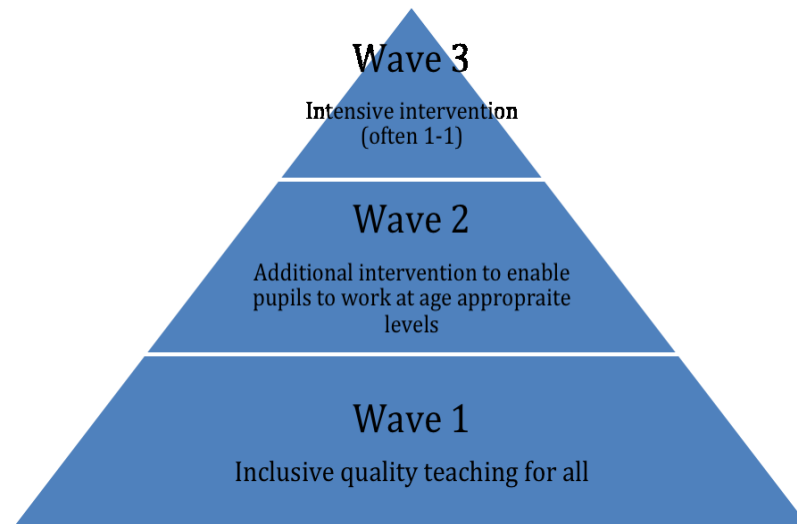 Wave 3
Intensive intervention
(often 1-1)
Wave 2
Additional intervention to enable
pupils to work at age appropraite
levels
Wave 1
Inclusive quality teaching for all